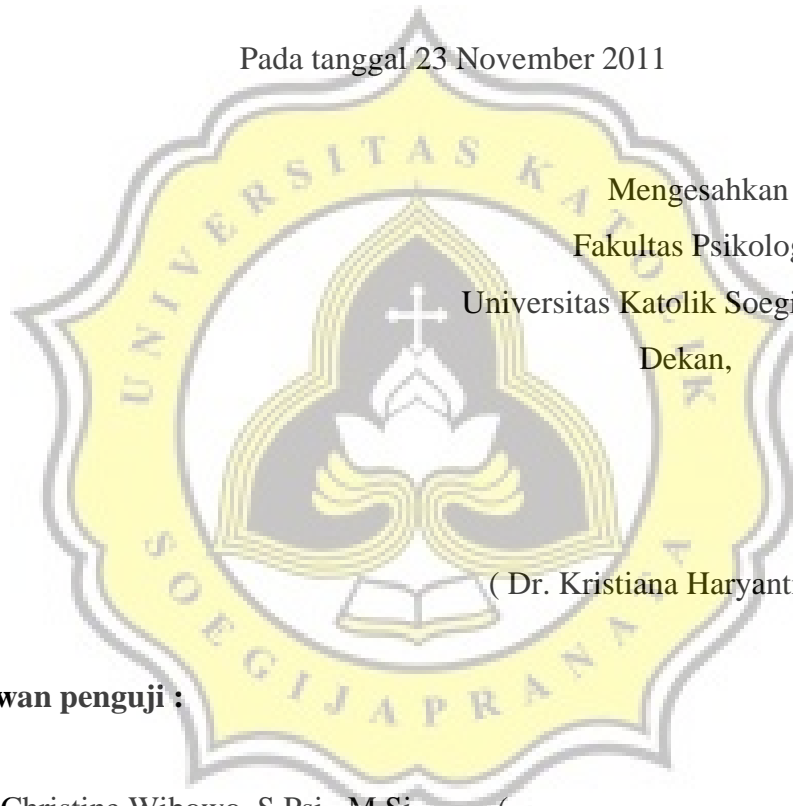 Pada tanggal 23 November 2011
UNIVERSITAS KATOLIK
Mengesahkan
Fakultas Psikolog
Universitas Katolik Soegi
Dekan,
( Dr. Kristiana Haryant
SOEGIJAPRANATA
wan penguji :
Christine Wibowo, S.Psi., M.Si (